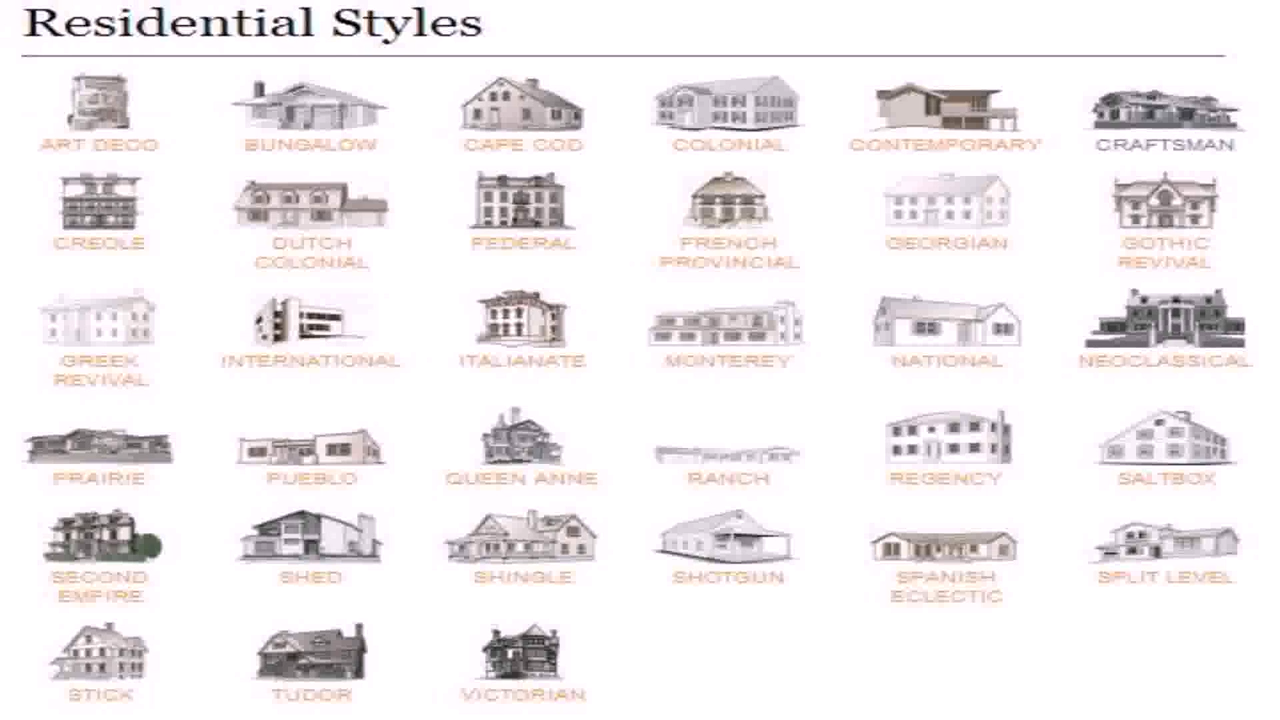 Residential Styles
ART DECO
BUNGALOW
CAPE COD
COLONIAL
CONTEMPORARY
CRAFTSMAN
CREOLE
DUTCH
COLONIAL
FEDERAL
FRENCH
PROVINCIAL
GEORGIAN
GOTHIC
REVIVAL
GREEK
REVIVAL
INTERNATIONAL
ITALIANATE
MONTEREY
NATIONAL
NEOCLASSICAL
PRAIRIE
PUEBLO
QUEEN ANNE
RANCH
REGENCY
SALTBOX
SECOND
EMPIRE
SHED
SHINGLE
SHOTGUN
SPANISH
ECLECTIC
SPLIT LEVEL
STICK
TUDOR
VICTORIAN